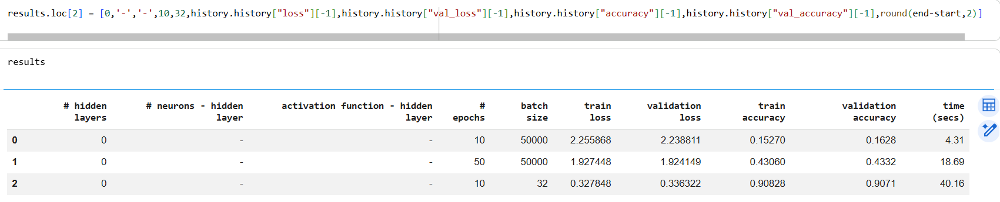 results.loc[2] = [0,'-','-',10,32,history.history["loss"][-1],history.history["val_loss"][-1],history.history["accuracy"][-1],history.history["val_accuracy"][-1],round(end-start,2)]
results
# hidden layers # neurons - hidden layer activation function - hidden layer # epochs batch size train loss validation loss train accuracy validation accuracy time (secs)
0 0 - - 10 50000 2.255868 2.238811 0.15270 0.1628 4.31
1 0 - - 50 50000 1.927448 1.924149 0.43060 0.4332 18.69
2 0 - - 10 32 0.327848 0.336322 0.90828 0.9071 40.16